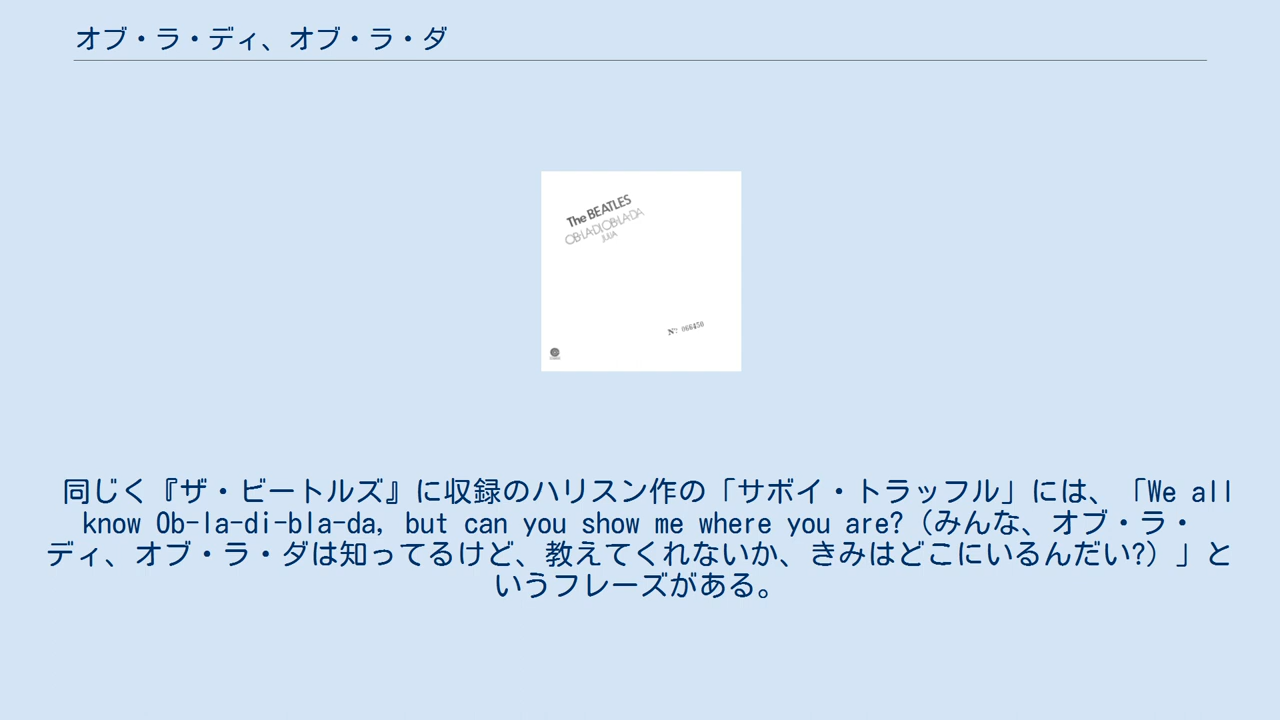 オブ・ラ・ディ、オブ・ラ・ダ
The BEATLES
OB-LA-DI, OB-LA-DA
JULIA
Nº 066450
同じく『ザ・ビートルズ』に収録のハリスン作の「サボイ・トラッフル」には、「We all
know Ob-la-di-bla-da, but can you show me where you are?（みんな、オブ・ラ・
ディ、オブ・ラ・ダは知ってるけど、教えてくれないか、きみはどこにいるんだい?）」と
いうフレーズがある。